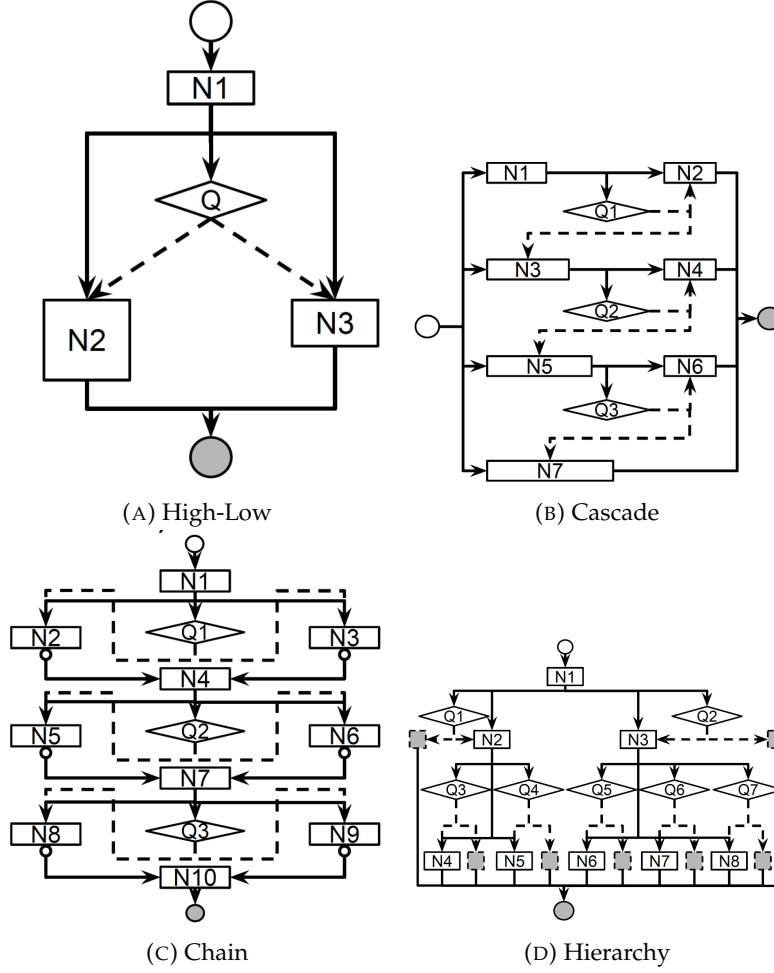 N1
Q
N2
N3
(A) High-Low
N1
N2
Q1
N3
N4
Q2
N5
N6
Q3
N7
(B) Cascade
N1
N2
Q1
N3
N4
N5
Q2
N6
N7
N8
Q3
N9
N10
(C) Chain
N1
Q1
Q2
N2
N3
Q3
Q4
Q5
Q6
Q7
N4
N5
N6
N7
N8
(D) Hierarchy